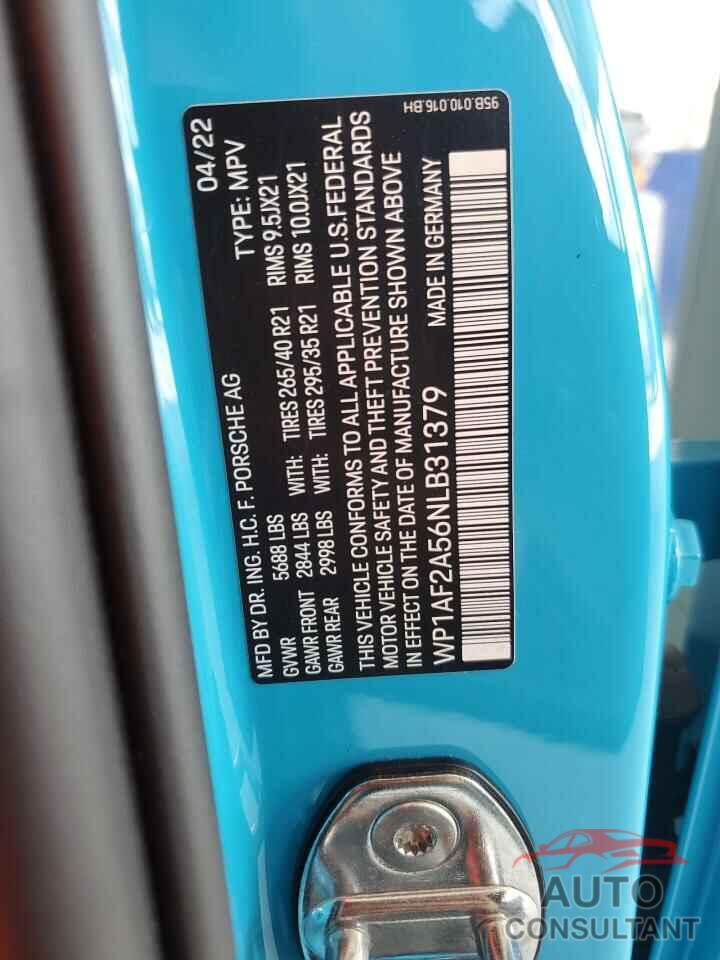 MFD BY DR. ING. H.C. F. PORSCHE AG 04/22
GVWR 5688 LBS TYPE: MPV
GAWR FRONT 2844 LBS WITH: TIRES 265/40 R21 RIMS 9.5JX21
GAWR REAR 2998 LBS WITH: TIRES 295/35 R21 RIMS 10.0JX21
THIS VEHICLE CONFORMS TO ALL APPLICABLE U.S. FEDERAL
MOTOR VEHICLE SAFETY AND THEFT PREVENTION STANDARDS
IN EFFECT ON THE DATE OF MANUFACTURE SHOWN ABOVE
WP1AF2A56NLB31379 MADE IN GERMANY
95B.010.016.BH
AUTO
CONSULTANT